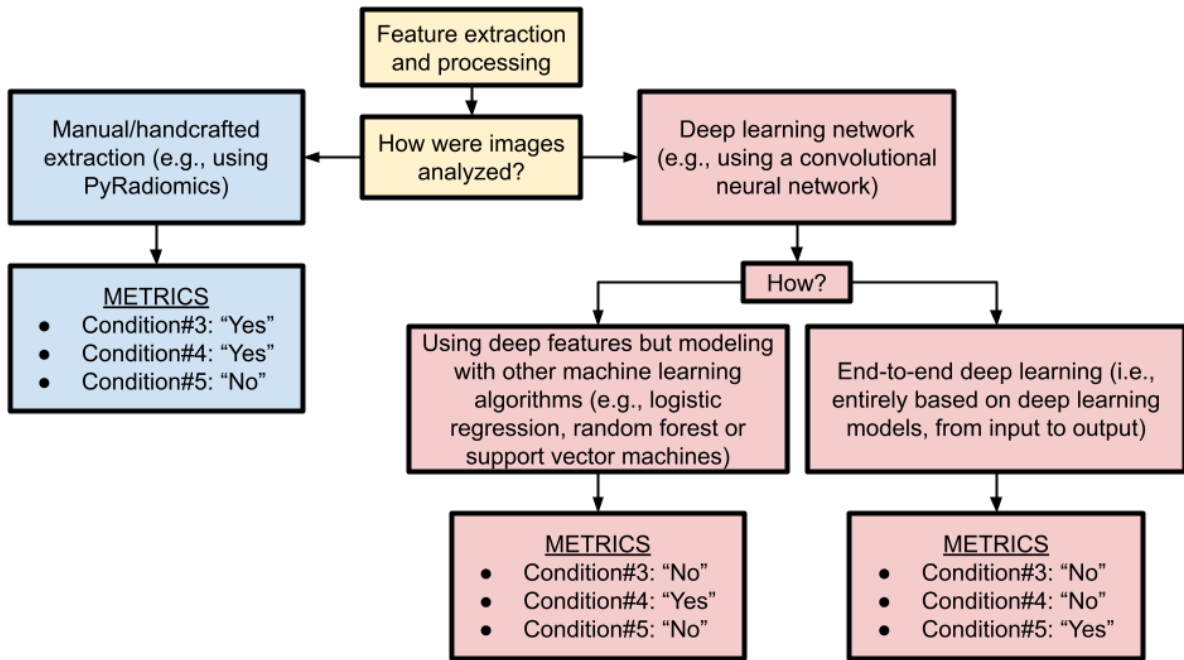 Feature extraction
and processing
How were images
analyzed?
Manual/handcrafted
extraction (e.g., using
PyRadiomics)
METRICS
● Condition#3: “Yes”
● Condition#4: “Yes”
● Condition#5: “No”
Deep learning network
(e.g., using a convolutional
neural network)
How?
Using deep features but modeling
with other machine learning
algorithms (e.g., logistic
regression, random forest or
support vector machines)
METRICS
● Condition#3: “No”
● Condition#4: “Yes”
● Condition#5: “No”
End-to-end deep learning (i.e.,
entirely based on deep learning
models, from input to output)
METRICS
● Condition#3: “No”
● Condition#4: “No”
● Condition#5: “Yes”